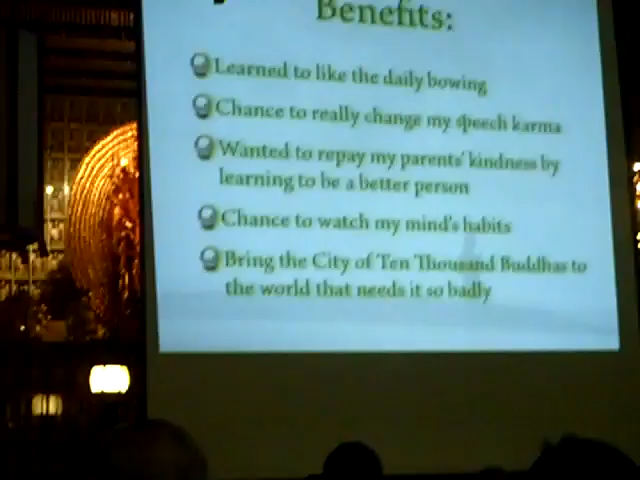 Benefits:
Learned to like the daily bowing
Chance to really change my speech karma
Wanted to repay my parents' kindness by
learning to be a better person
Chance to watch my mind's habits
Bring the City of Ten Thousand Buddhas to
the world that needs it so badly